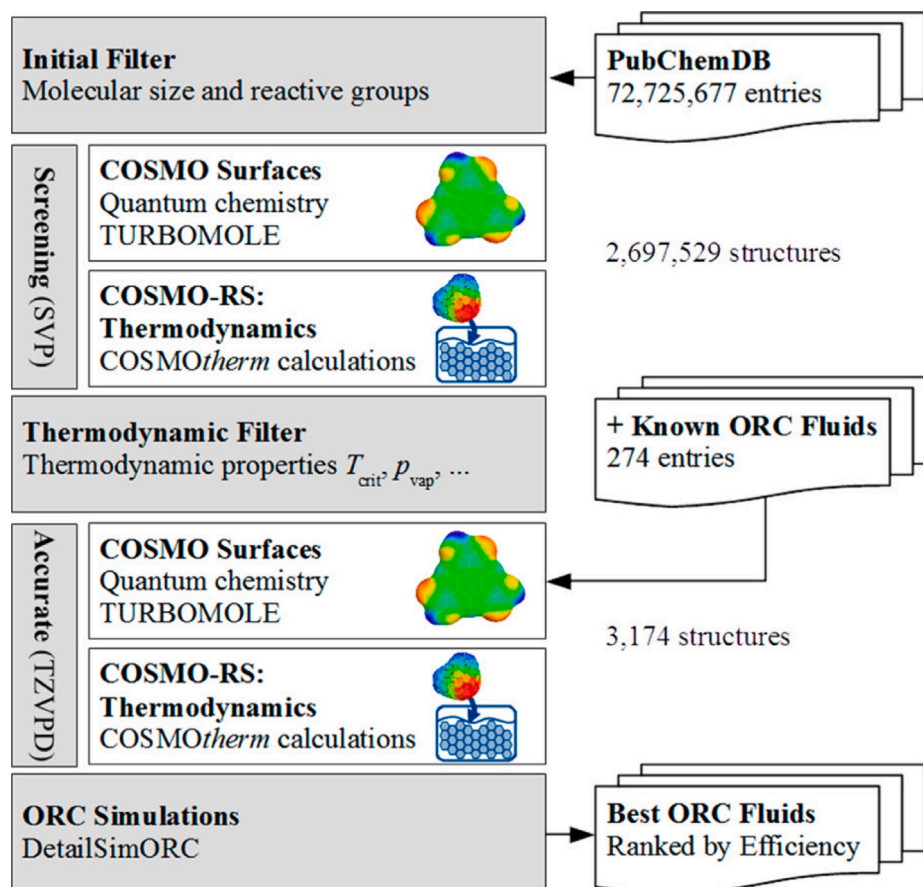 Initial Filter
Molecular size and reactive groups
PubChemDB
72,725,677 entries
Screening (SVP)
COSMO Surfaces
Quantum chemistry
TURBOMOLE
2,697,529 structures
COSMO-RS:
Thermodynamics
COSMOtherm calculations
Thermodynamic Filter
Thermodynamic properties T_crit, p_vap, ...
+ Known ORC Fluids
274 entries
Accurate (TZVPD)
COSMO Surfaces
Quantum chemistry
TURBOMOLE
3,174 structures
COSMO-RS:
Thermodynamics
COSMOtherm calculations
ORC Simulations
DetailSimORC
Best ORC Fluids
Ranked by Efficiency